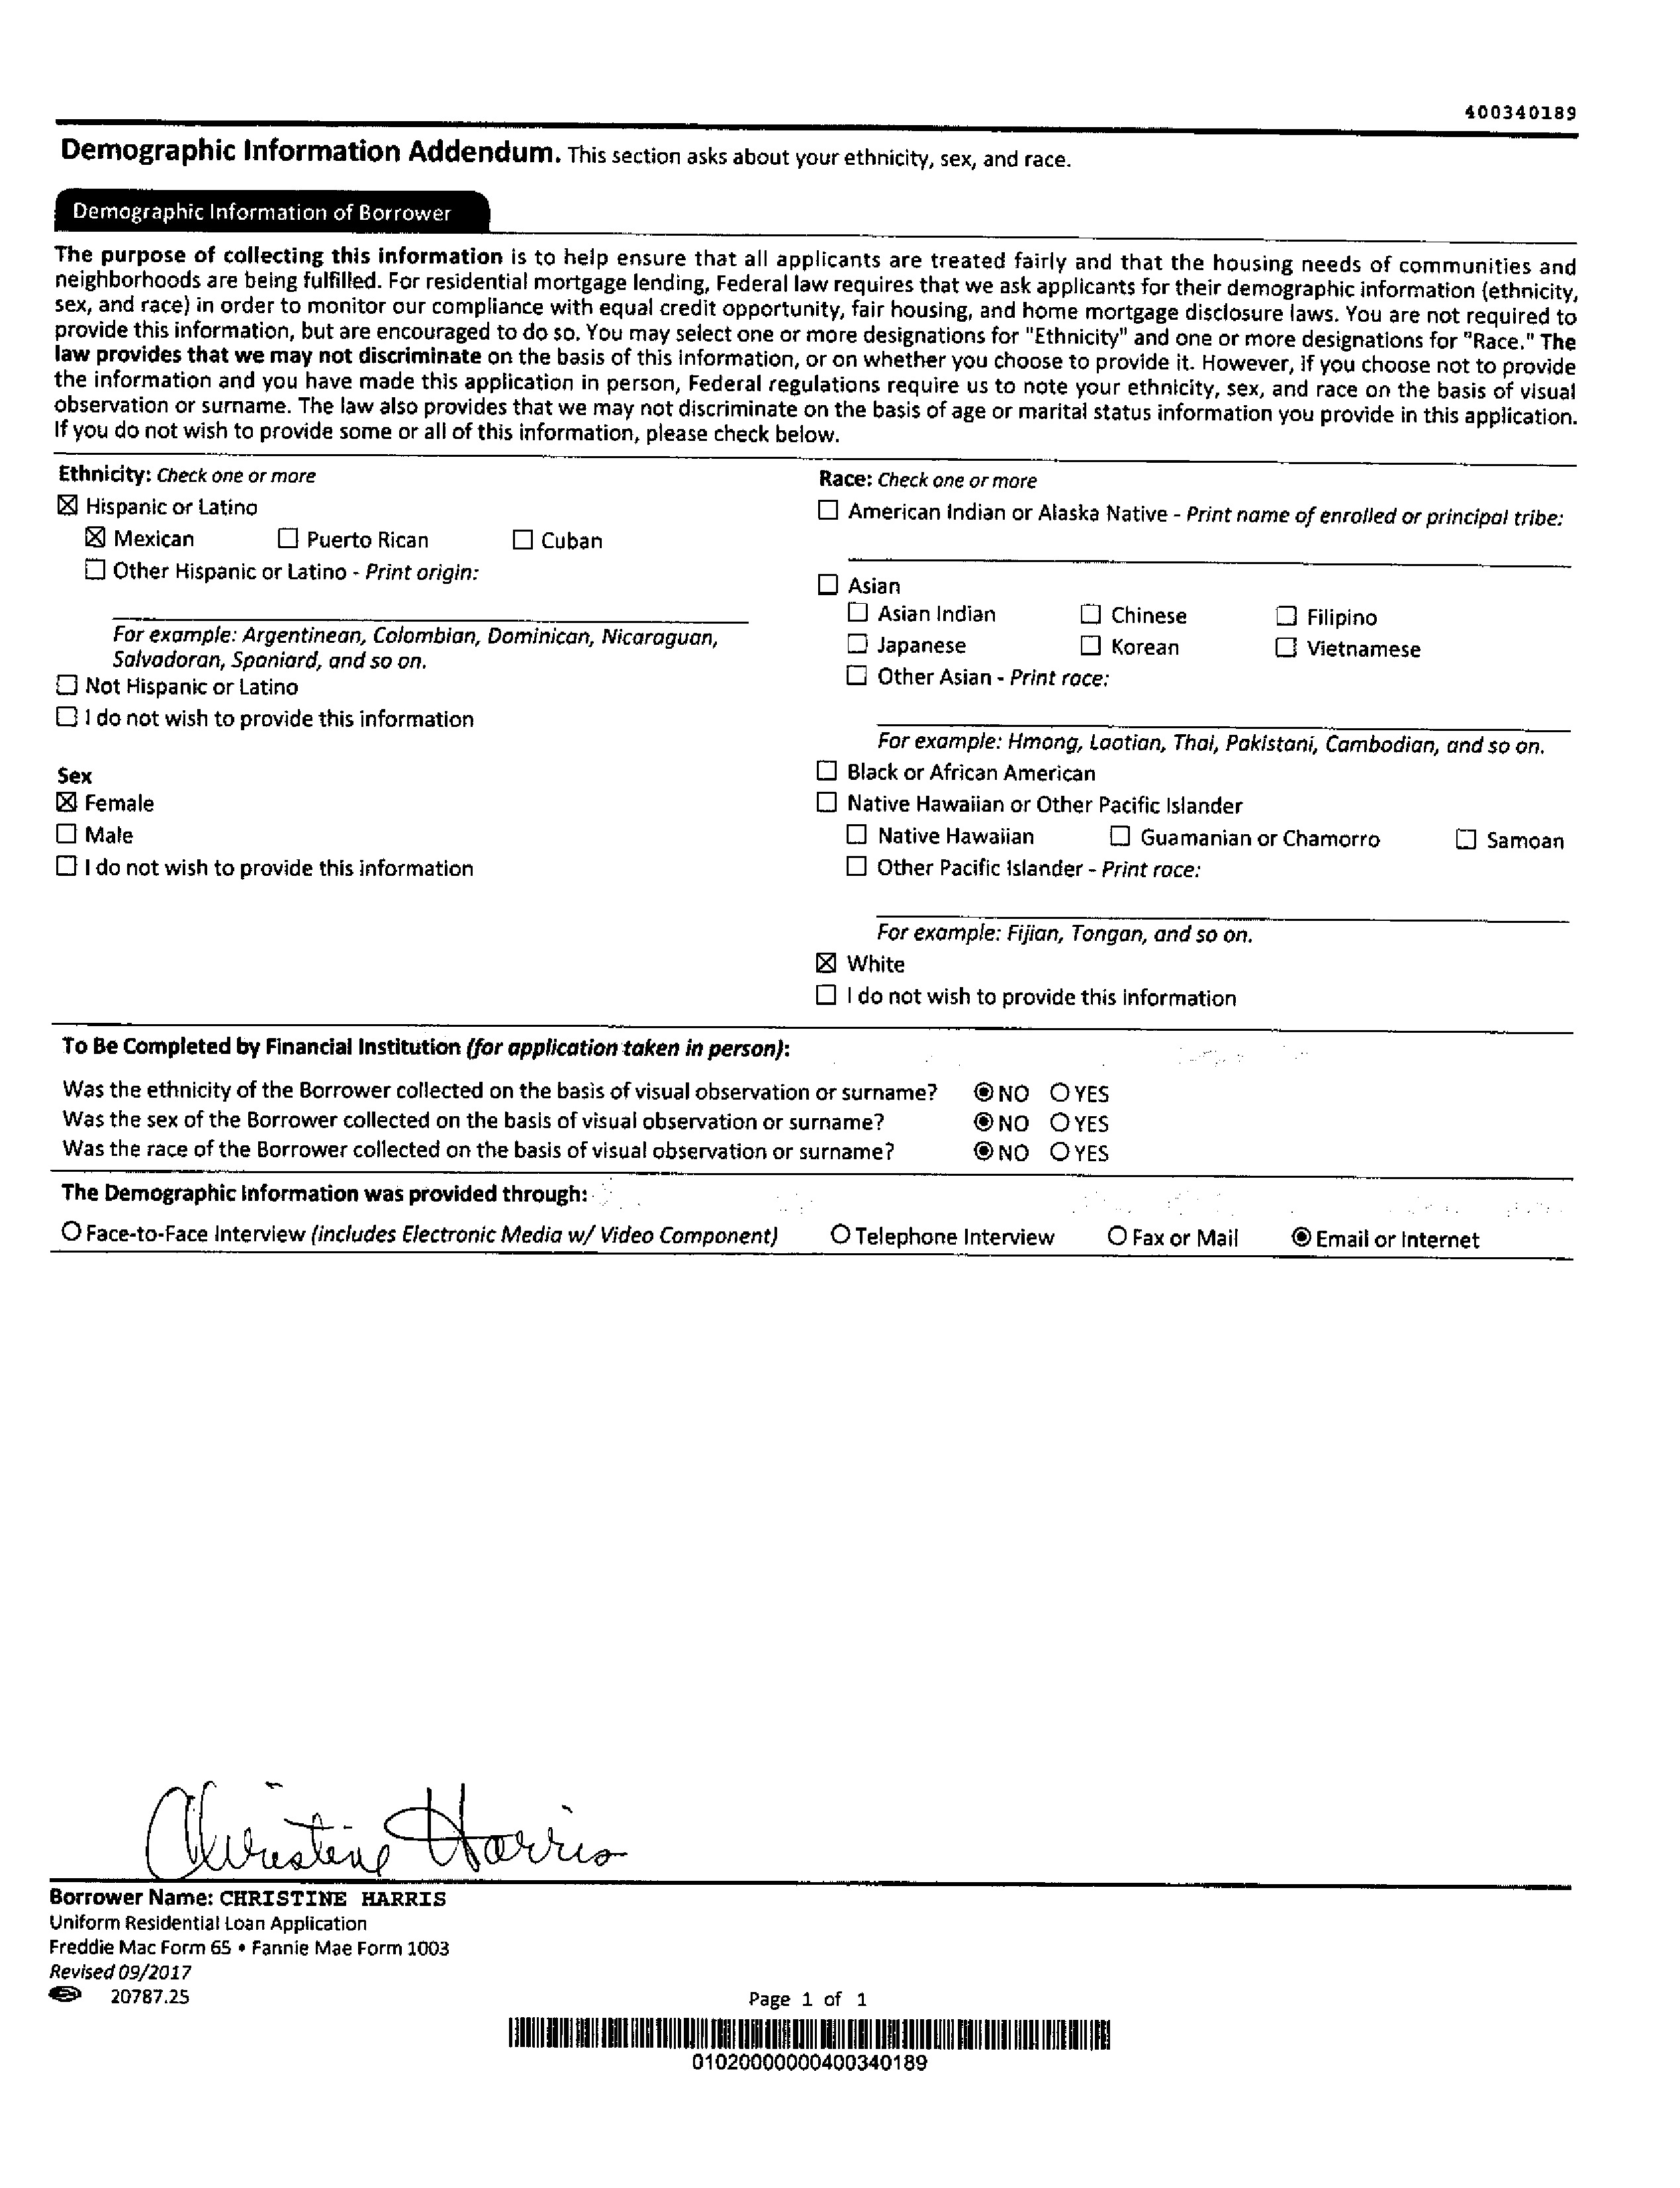 400340189
Demographic Information Addendum. This section asks about your ethnicity, sex, and race.
Demographic Information of Borrower
The purpose of collecting this information is to help ensure that all applicants are treated fairly and that the housing needs of communities and
neighborhoods are being fulfilled. For residential mortgage lending, Federal law requires that we ask applicants for their demographic information (ethnicity,
sex, and race) in order to monitor our compliance with equal credit opportunity, fair housing, and home mortgage disclosure laws. You are not required to
provide this information, but are encouraged to do so. You may select one or more designations for "Ethnicity" and one or more designations for "Race." The
law provides that we may not discriminate on the basis of this information, or on whether you choose to provide it. However, if you choose not to provide
the information and you have made this application in person, Federal regulations require us to note your ethnicity, sex, and race on the basis of visual
observation or surname. The law also provides that we may not discriminate on the basis of age or marital status information you provide in this application.
If you do not wish to provide some or all of this information, please check below.
Ethnicity: Check one or more
☒ Hispanic or Latino
☒ Mexican ☐ Puerto Rican ☐ Cuban
☐ Other Hispanic or Latino - Print origin:
For example: Argentinean, Colombian, Dominican, Nicaraguan,
Salvadoran, Spaniard, and so on.
☐ Not Hispanic or Latino
☐ I do not wish to provide this information
Sex
☒ Female
☐ Male
☐ I do not wish to provide this information
Race: Check one or more
☐ American Indian or Alaska Native - Print name of enrolled or principal tribe:
☐ Asian
☐ Asian Indian ☐ Chinese ☐ Filipino
☐ Japanese ☐ Korean ☐ Vietnamese
☐ Other Asian - Print race:
For example: Hmong, Laotian, Thai, Pakistani, Cambodian, and so on.
☐ Black or African American
☐ Native Hawaiian or Other Pacific Islander
☐ Native Hawaiian ☐ Guamanian or Chamorro ☐ Samoan
☐ Other Pacific Islander - Print race:
For example: Fijian, Tongan, and so on.
☒ White
☐ I do not wish to provide this information
To Be Completed by Financial Institution (for application taken in person):
Was the ethnicity of the Borrower collected on the basis of visual observation or surname? ◉ NO ○ YES
Was the sex of the Borrower collected on the basis of visual observation or surname? ◉ NO ○ YES
Was the race of the Borrower collected on the basis of visual observation or surname? ◉ NO ○ YES
The Demographic Information was provided through:
○ Face-to-Face Interview (includes Electronic Media w/ Video Component) ○ Telephone Interview ○ Fax or Mail ◉ Email or Internet
Christine Harris
Borrower Name: CHRISTINE HARRIS
Uniform Residential Loan Application
Freddie Mac Form 65 • Fannie Mae Form 1003
Revised 09/2017
20787.25
Page 1 of 1
01020000000400340189